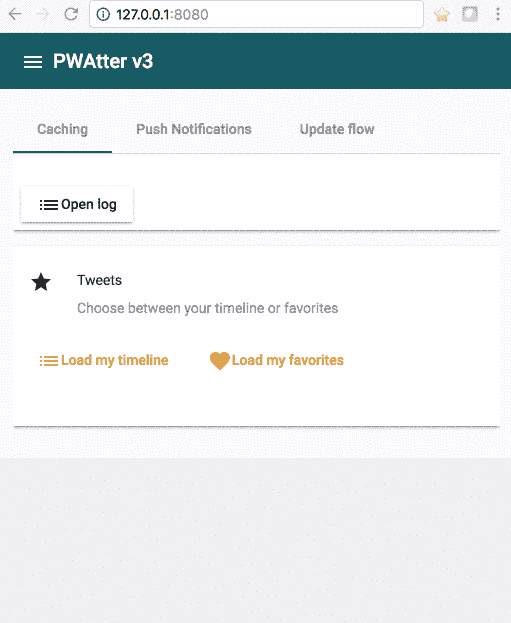 127.0.0.1:8080
PWAtter v3
Caching Push Notifications Update flow
Open log
Tweets
Choose between your timeline or favorites
Load my timeline Load my favorites